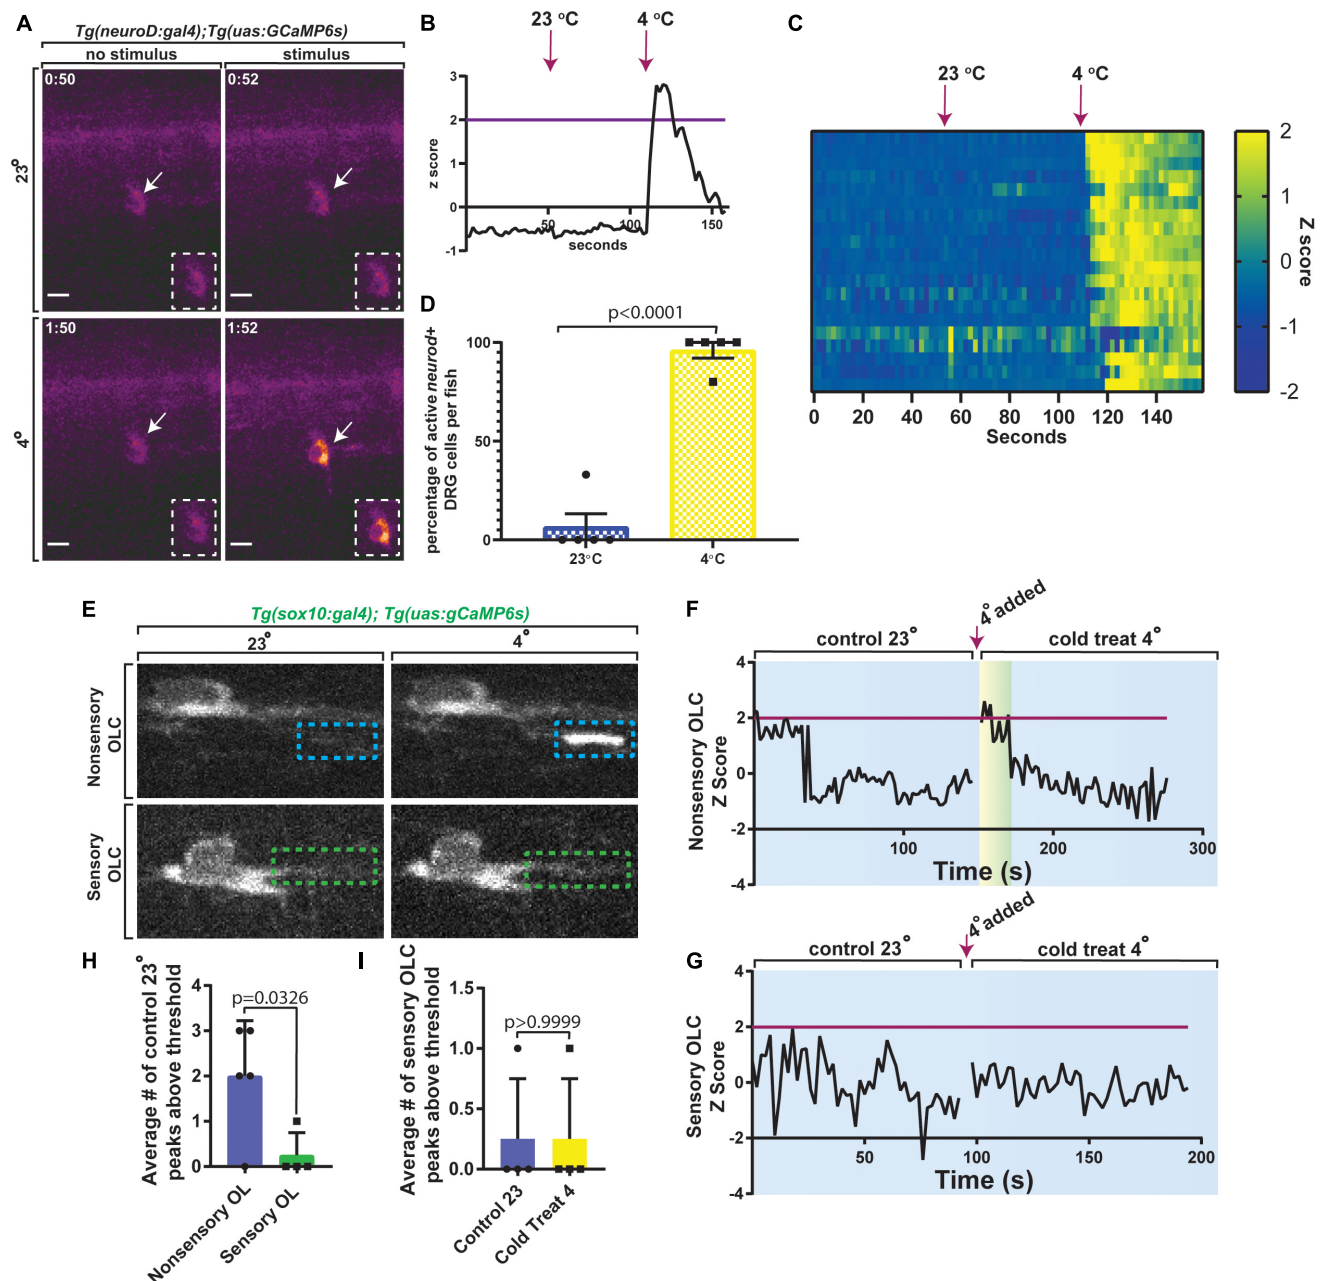 A
Tg(neuroD:gal4);Tg(uas:GCaMP6s)
no stimulus
stimulus
23°
0:50
0:52
4°
1:50
1:52
B
23 °C
4 °C
z score
3
2
1
0
-1
50
100
150
seconds
C
23 °C
4 °C
0
20
40
60
80
100
120
140
Seconds
2
1
0
-1
-2
Z score
D
p<0.0001
percentage of active neurod+
DRG cells per fish
100
50
0
23°C
4°C
E
Tg(sox10:gal4); Tg(uas:gCaMP6s)
23°
4°
Nonsensory
OLC
Sensory
OLC
F
4° added
control 23°
cold treat 4°
Nonsensory OLC
Z Score
4
2
0
-2
-4
100
200
300
Time (s)
G
4° added
control 23°
cold treat 4°
Sensory OLC
Z Score
4
2
0
-2
-4
50
100
150
200
Time (s)
H
Average # of control 23°
peaks above threshold
4
3
2
1
0
p=0.0326
Nonsensory OL
Sensory OL
I
Average # of sensory OLC
peaks above threshold
1.5
1.0
0.5
0.0
p>0.9999
Control 23
Cold Treat 4